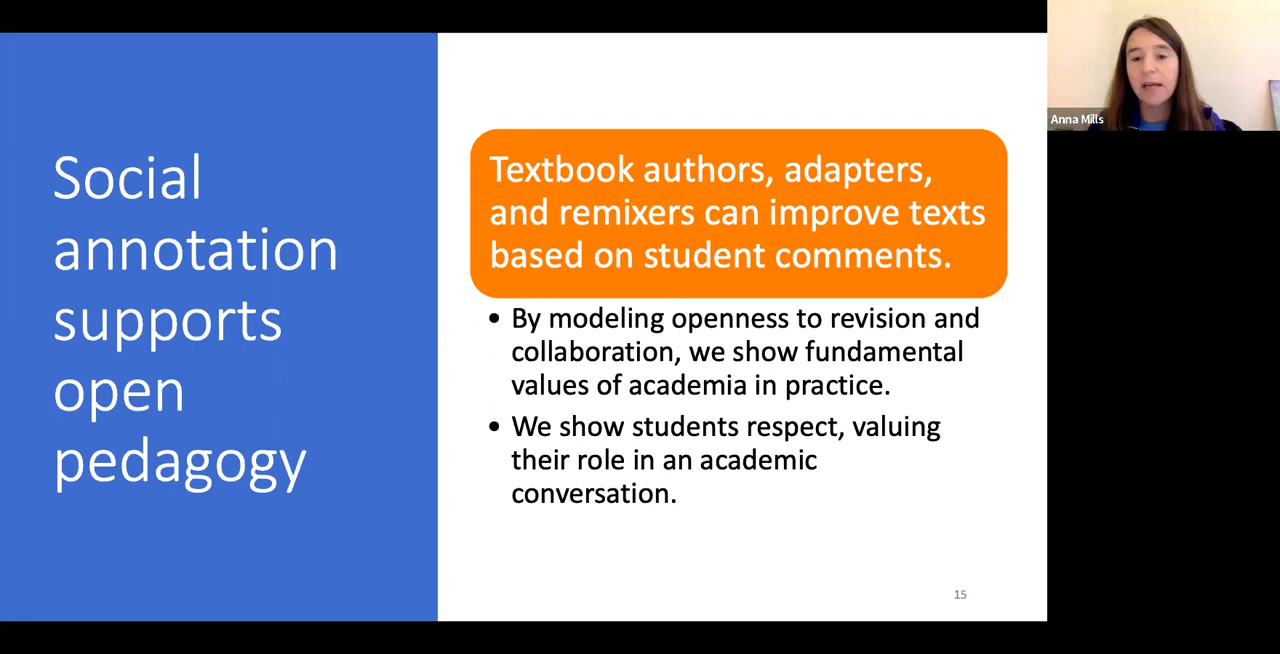 Social
annotation
supports
open
pedagogy
Textbook authors, adapters,
and remixers can improve texts
based on student comments.
• By modeling openness to revision and
collaboration, we show fundamental
values of academia in practice.
• We show students respect, valuing
their role in an academic
conversation.
15
Anna Mills